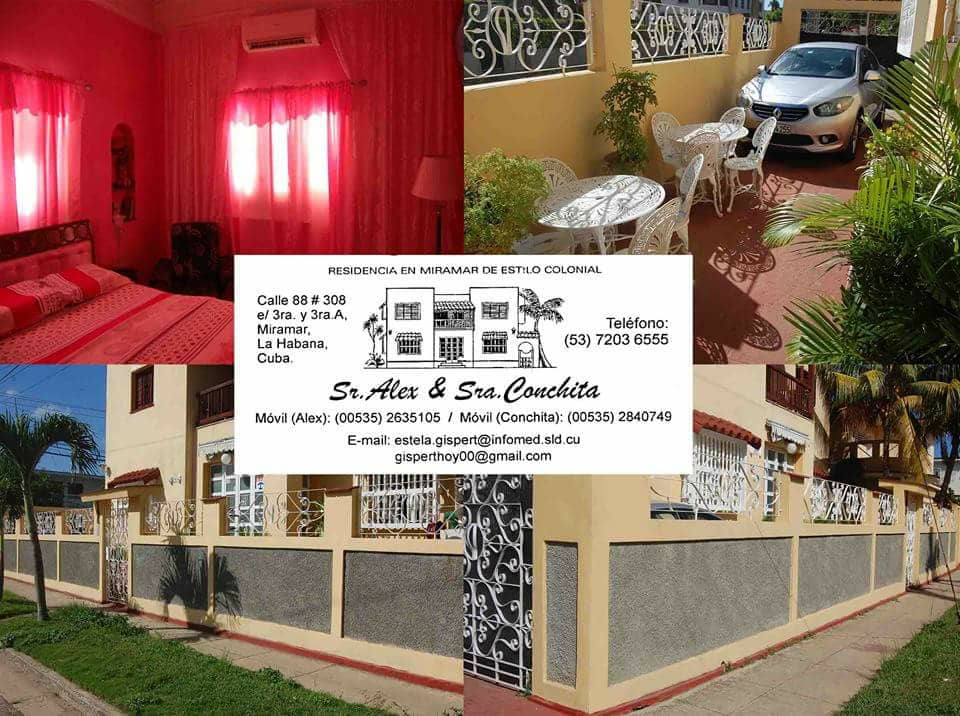 RESIDENCIA EN MIRAMAR DE ESTILO COLONIAL
Calle 88 # 308
e/ 3ra. y 3ra.A,
Miramar,
La Habana,
Cuba.
Teléfono:
(53) 7203 6555
Sr. Alex & Sra. Conchita
Móvil (Alex): (00535) 2635105 / Móvil (Conchita): (00535) 2840749
E-mail: estela.gispert@infomed.sld.cu
gisperthoy00@gmail.com